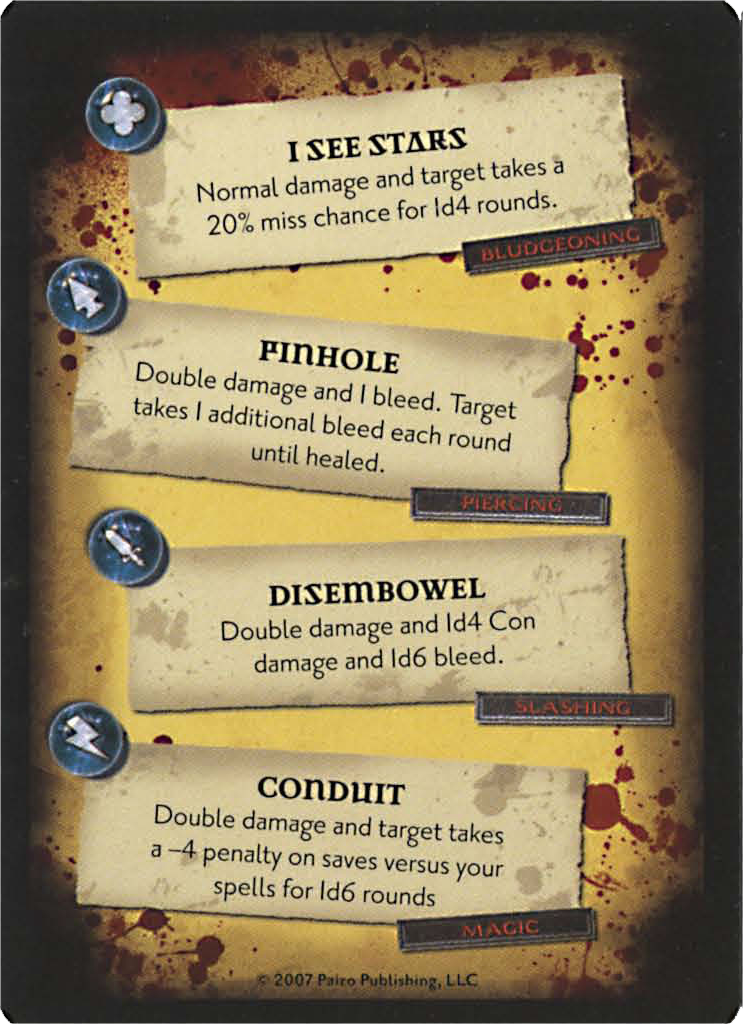 I SEE STARS
Normal damage and target takes a
20% miss chance for 1d4 rounds.
BLUDGEONING
PINHOLE
Double damage and 1 bleed. Target
takes 1 additional bleed each round
until healed.
PIERCING
DISEMBOWEL
Double damage and 1d4 Con
damage and 1d6 bleed.
SLASHING
CONDUIT
Double damage and target takes
a –4 penalty on saves versus your
spells for 1d6 rounds
MAGIC
© 2007 Paizo Publishing, LLC